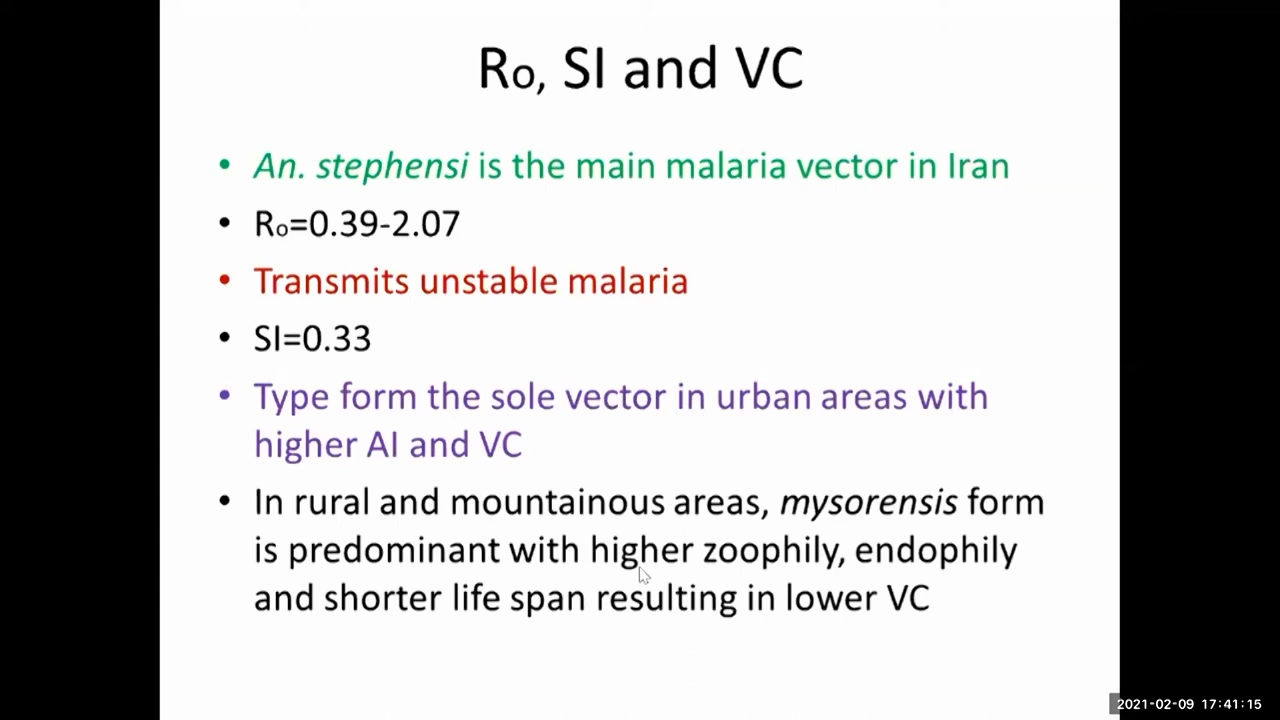 Ro, SI and VC
• An. stephensi is the main malaria vector in Iran
• Ro=0.39-2.07
• Transmits unstable malaria
• SI=0.33
• Type form the sole vector in urban areas with
higher AI and VC
• In rural and mountainous areas, mysorensis form
is predominant with higher zoophily, endophily
and shorter life span resulting in lower VC
2021-02-09 17:41:15